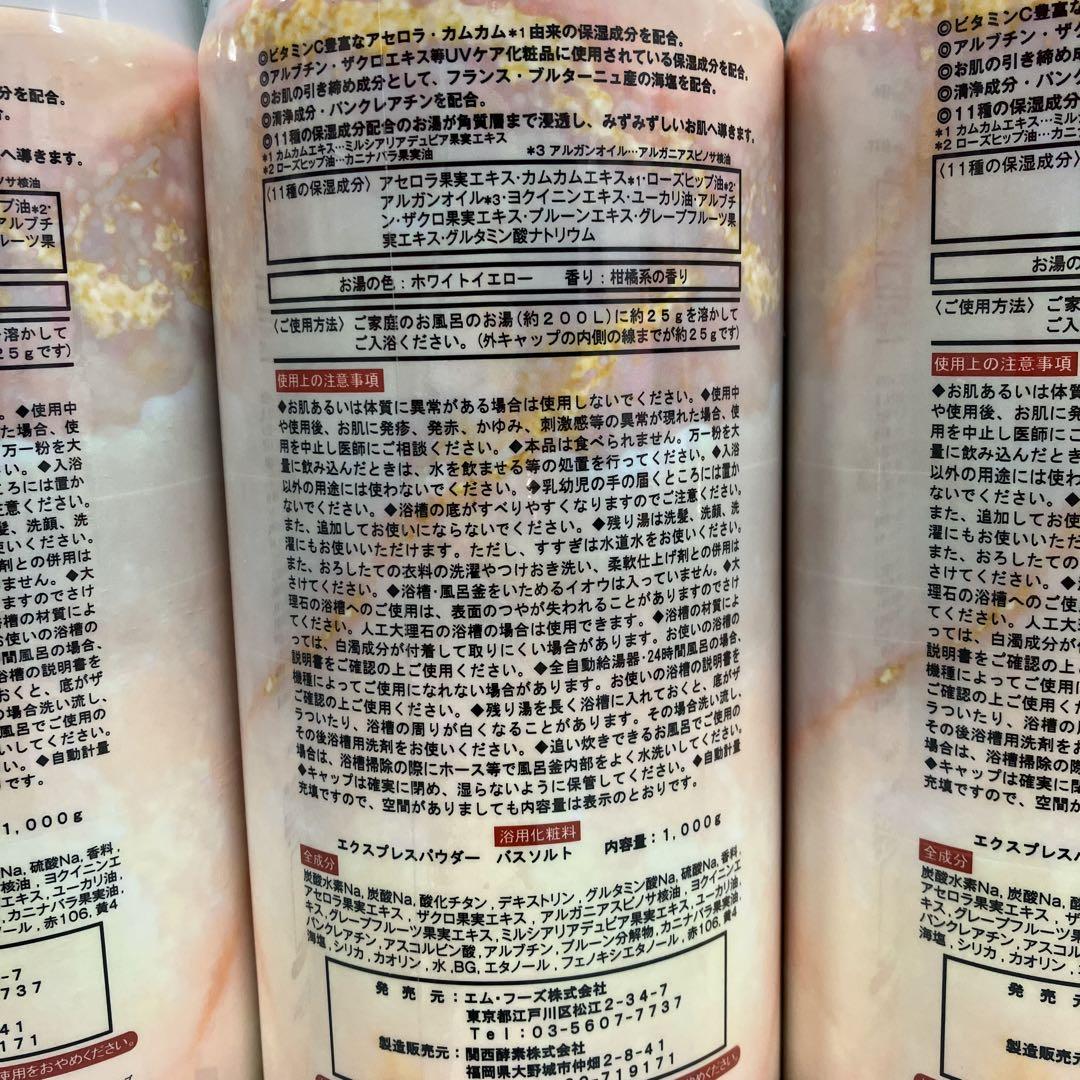 ◎ビタミンC豊富なアセロラ・カムカム*1由来の保湿成分を配合。
◎アルブチン・ザクロエキス等UVケア化粧品に使用されている保湿成分を配合。
◎お肌の引き締め成分として、フランス・ブルターニュ産の海塩を配合。
◎清浄成分・パンクレアチンを配合。
◎11種の保湿成分配合のお湯が角質層まで浸透し、みずみずしいお肌へ導きます。
*1 カムカムエキス…ミルシアリアデュビア果実エキス
*2 ローズヒップ油…カニナバラ果実油 *3 アルガンオイル…アルガニアスピノサ核油
〈11種の保湿成分〉アセロラ果実エキス・カムカムエキス*1・ローズヒップ油*2・
アルガンオイル*3・ヨクイニンエキス・ユーカリ油・アルブチ
ン・ザクロ果実エキス・プルーンエキス・グレープフルーツ果
実エキス・グルタミン酸ナトリウム
お湯の色：ホワイトイエロー 香り：柑橘系の香り
〈ご使用方法〉ご家庭のお風呂のお湯(約200L)に約25gを溶かして
ご入浴ください。(外キャップの内側の線までが約25gです)
使用上の注意事項
◆お肌あるいは体質に異常がある場合は使用しないでください。◆使用中
や使用後、お肌に発疹、発赤、かゆみ、刺激感等の異常が現れた場合、使
用を中止し医師にご相談ください。◆本品は食べられません。万一粉を大
量に飲み込んだときは、水を飲ませる等の処置を行ってください。◆入浴
以外の用途には使わないでください。◆乳幼児の手の届くところには置か
ないでください。◆浴槽の底がすべりやすくなりますのでご注意ください。
また、追加してお使いにならないでください。◆残り湯は洗髪、洗顔、洗
濯にもお使いいただけます。ただし、すすぎは水道水をお使いください。
また、おろしたての衣料の洗濯やつけおき洗い、柔軟仕上げ剤との併用は
さけてください。◆浴槽・風呂釜をいためるイオウは入っていません。◆大
理石の浴槽へのご使用は、表面のつやが失われることがありますのでさけ
てください。人工大理石の浴槽の場合は使用できます。◆浴槽の材質によ
っては、白濁成分が付着して取りにくい場合があります。お使いの浴槽の
説明書をご確認の上ご使用ください。◆全自動給湯器・24時間風呂の場合、
機種によってご使用になれない場合があります。お使いの浴槽の説明書を
ご確認の上ご使用ください。◆残り湯を長く浴槽に入れておくと、底がザ
ラついたり、浴槽の周りが白くなることがあります。その場合洗い流し、
その後浴槽用洗剤をお使いください。◆追い炊きできるお風呂でご使用の
場合は、浴槽掃除の際にホース等で風呂釜内部をよく水洗いしてください。
◆キャップは確実に閉め、湿らないように保管してください。◆自動計量
充填ですので、空間がありましても内容量は表示のとおりです。
浴用化粧料
エクスプレスパウダー バスソルト 内容量：1,000g
全成分
炭酸水素Na,炭酸Na,酸化チタン,デキストリン,グルタミン酸Na,硫酸Na,香料,
アセロラ果実エキス,ザクロ果実エキス,アルガニアスピノサ核油,ヨクイニンエ
キス,グレープフルーツ果実エキス,ミルシアリアデュビア果実エキス,ユーカリ油,
パンクレアチン,アスコルビン酸,アルブチン,プルーン分解物,カニナバラ果実油,
海塩,シリカ,カオリン,水,BG,エタノール,フェノキシエタノール,赤106,黄4
発売元：エム・フーズ株式会社
東京都江戸川区松江2-34-7
Tel：03-5607-7737
製造販売元：関西酵素株式会社
福岡県大野城市仲畑2-8-41